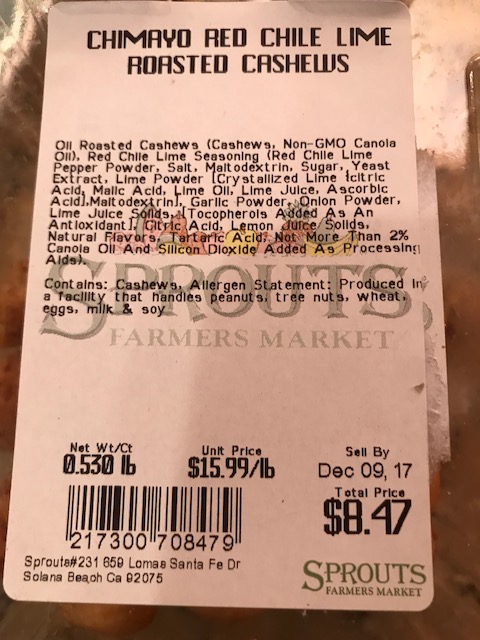 CHIMAYO RED CHILE LIME
ROASTED CASHEWS
Oil Roasted Cashews (Cashews, Non-GMO Canola
Oil), Red Chile Lime Seasoning (Red Chile Lime
Pepper Powder, Salt, Maltodextrin, Sugar, Yeast
Extract, Lime Powder [Crystallized Lime {citric
Acid, Malic Acid, Lime Oil, Lime Juice, Ascorbic
Acid},Maltodextrin], Garlic Powder, Onion Powder,
Lime Juice Solids, [Tocopherols Added As An
Antioxidant] Citric Acid, Lemon Juice Solids,
Natural Flavors, Tartaric Acid, Not More Than 2%
Canola Oil And Silicon Dioxide Added As Processing
Aids).
Contains: Cashews, Allergen Statement: Produced In
a facility that handles peanuts, tree nuts, wheat,
eggs, milk & soy
SPROUTS
FARMERS MARKET
Net Wt/Ct Unit Price Sell By
0.530 lb $15.99/lb Dec 09, 17
Total Price
$8.47
217300 708479
Sprouts#231 659 Lomas Santa Fe Dr
Solana Beach Ca 92075
SPROUTS
FARMERS MARKET